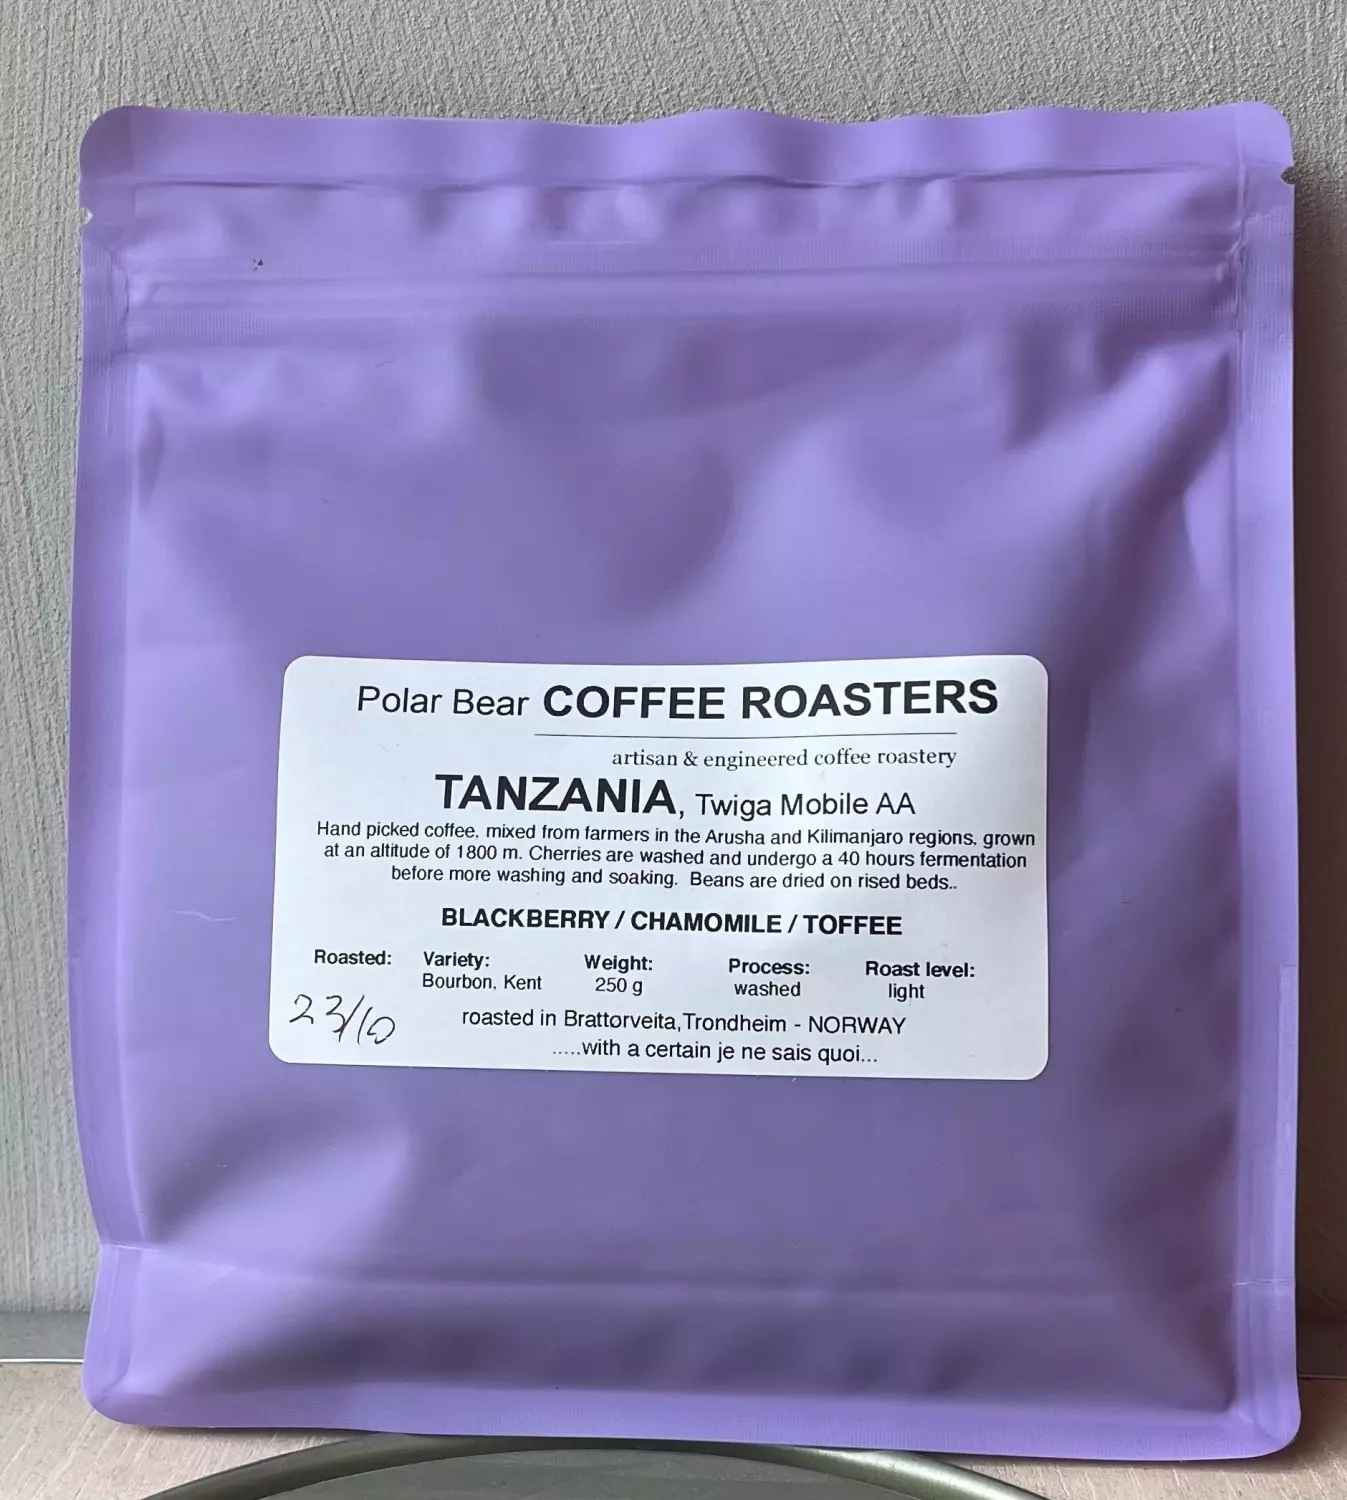 Polar Bear COFFEE ROASTERS
artisan & engineered coffee roastery
TANZANIA, Twiga Mobile AA
Hand picked coffee, mixed from farmers in the Arusha and Kilimanjaro regions, grown
at an altitude of 1800 m. Cherries are washed and undergo a 40 hours fermentation
before more washing and soaking. Beans are dried on rised beds..
BLACKBERRY / CHAMOMILE / TOFFEE
Roasted: Variety: Weight: Process: Roast level:
Bourbon, Kent 250 g washed light
23/10
roasted in Brattørveita,Trondheim - NORWAY
.....with a certain je ne sais quoi...